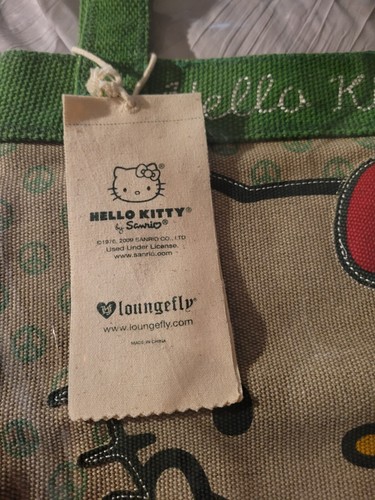 Hello Ki
HELLO KITTY®
by Sanrio®
©1976, 2009 SANRIO CO., LTD
Used Under License.
www.sanrio.com
loungefly®
www.loungefly.com
MADE IN CHINA